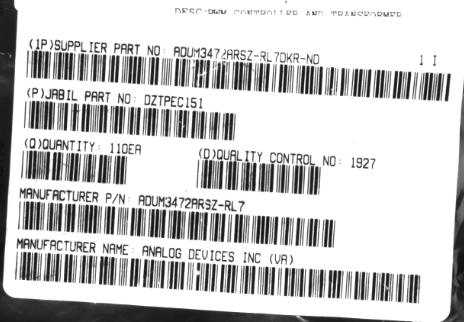 DESC:PWM CONTROLLER AND TRANSFORMER
(1P)SUPPLIER PART NO: ADUM3472ARSZ-RL7DKR-ND 1 I
(P)JABIL PART NO: DZTPEC151
(Q)QUANTITY: 110EA (D)QUALITY CONTROL NO: 1927
MANUFACTURER P/N: ADUM3472ARSZ-RL7
MANUFACTURER NAME: ANALOG DEVICES INC (VA)